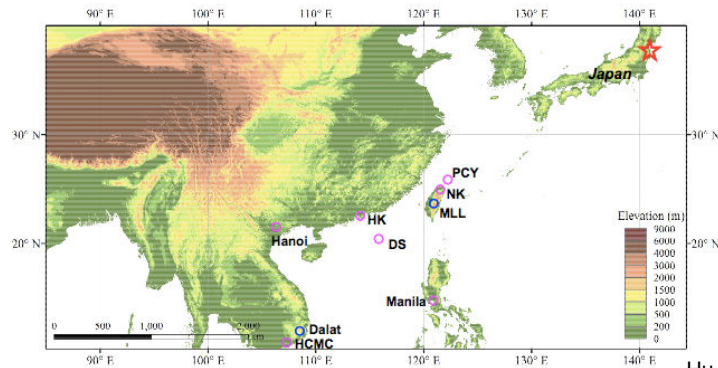 90° E 100° E 110° E 120° E 130° E 140° E
Japan
30° N 30° N
PCY
NK
HK
MLL
Elevation (m)
9000
6000
4000
3000
2000
1500
1000
500
200
0
Hanoi
20° N 20° N
DS
Manila
0 500 1,000 2,000
Dalat
HCMC
90° E 100° E 110° E 120° E 130° E 140° E